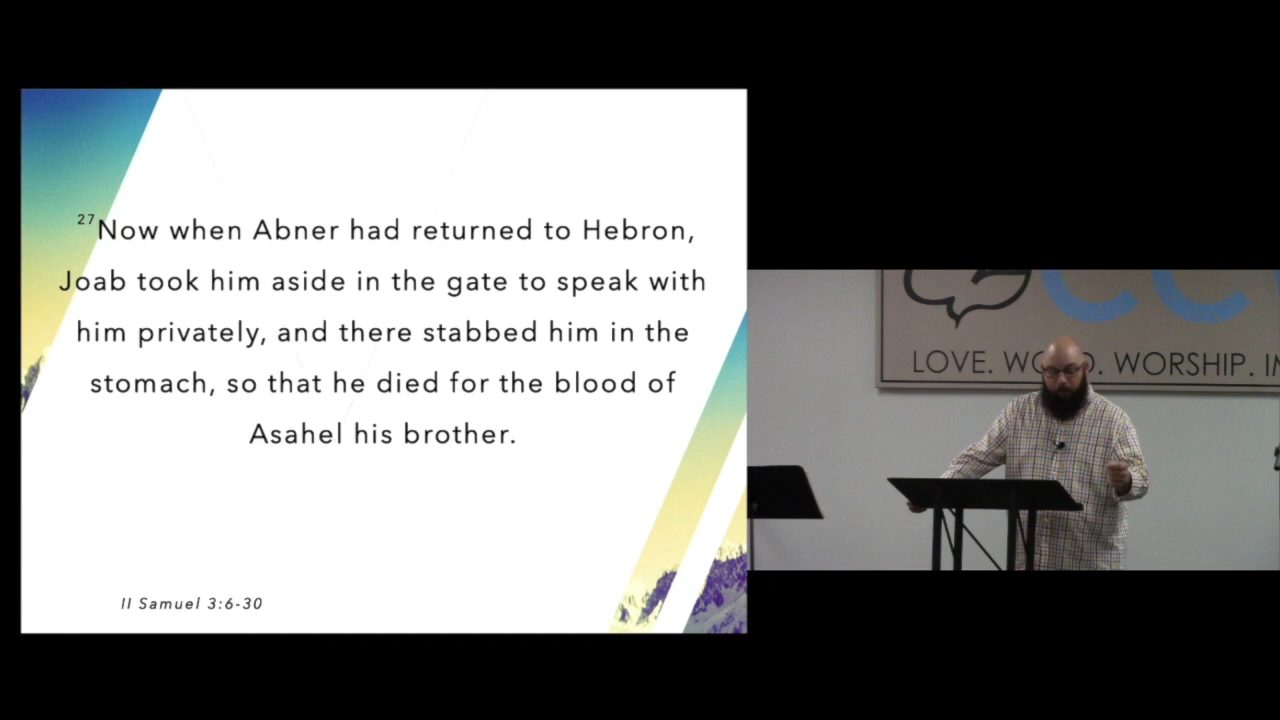 27Now when Abner had returned to Hebron,
Joab took him aside in the gate to speak with
him privately, and there stabbed him in the
stomach, so that he died for the blood of
Asahel his brother.
II Samuel 3:6-30
CC
LOVE. WORSHIP.